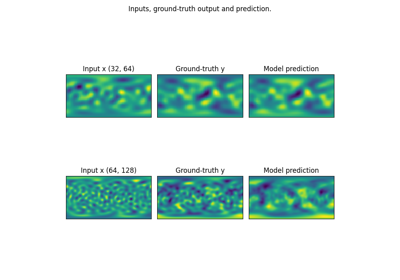 Inputs, ground-truth output and prediction.
Input x (32, 64) Ground-truth y Model prediction
Input x (64, 128) Ground-truth y Model prediction